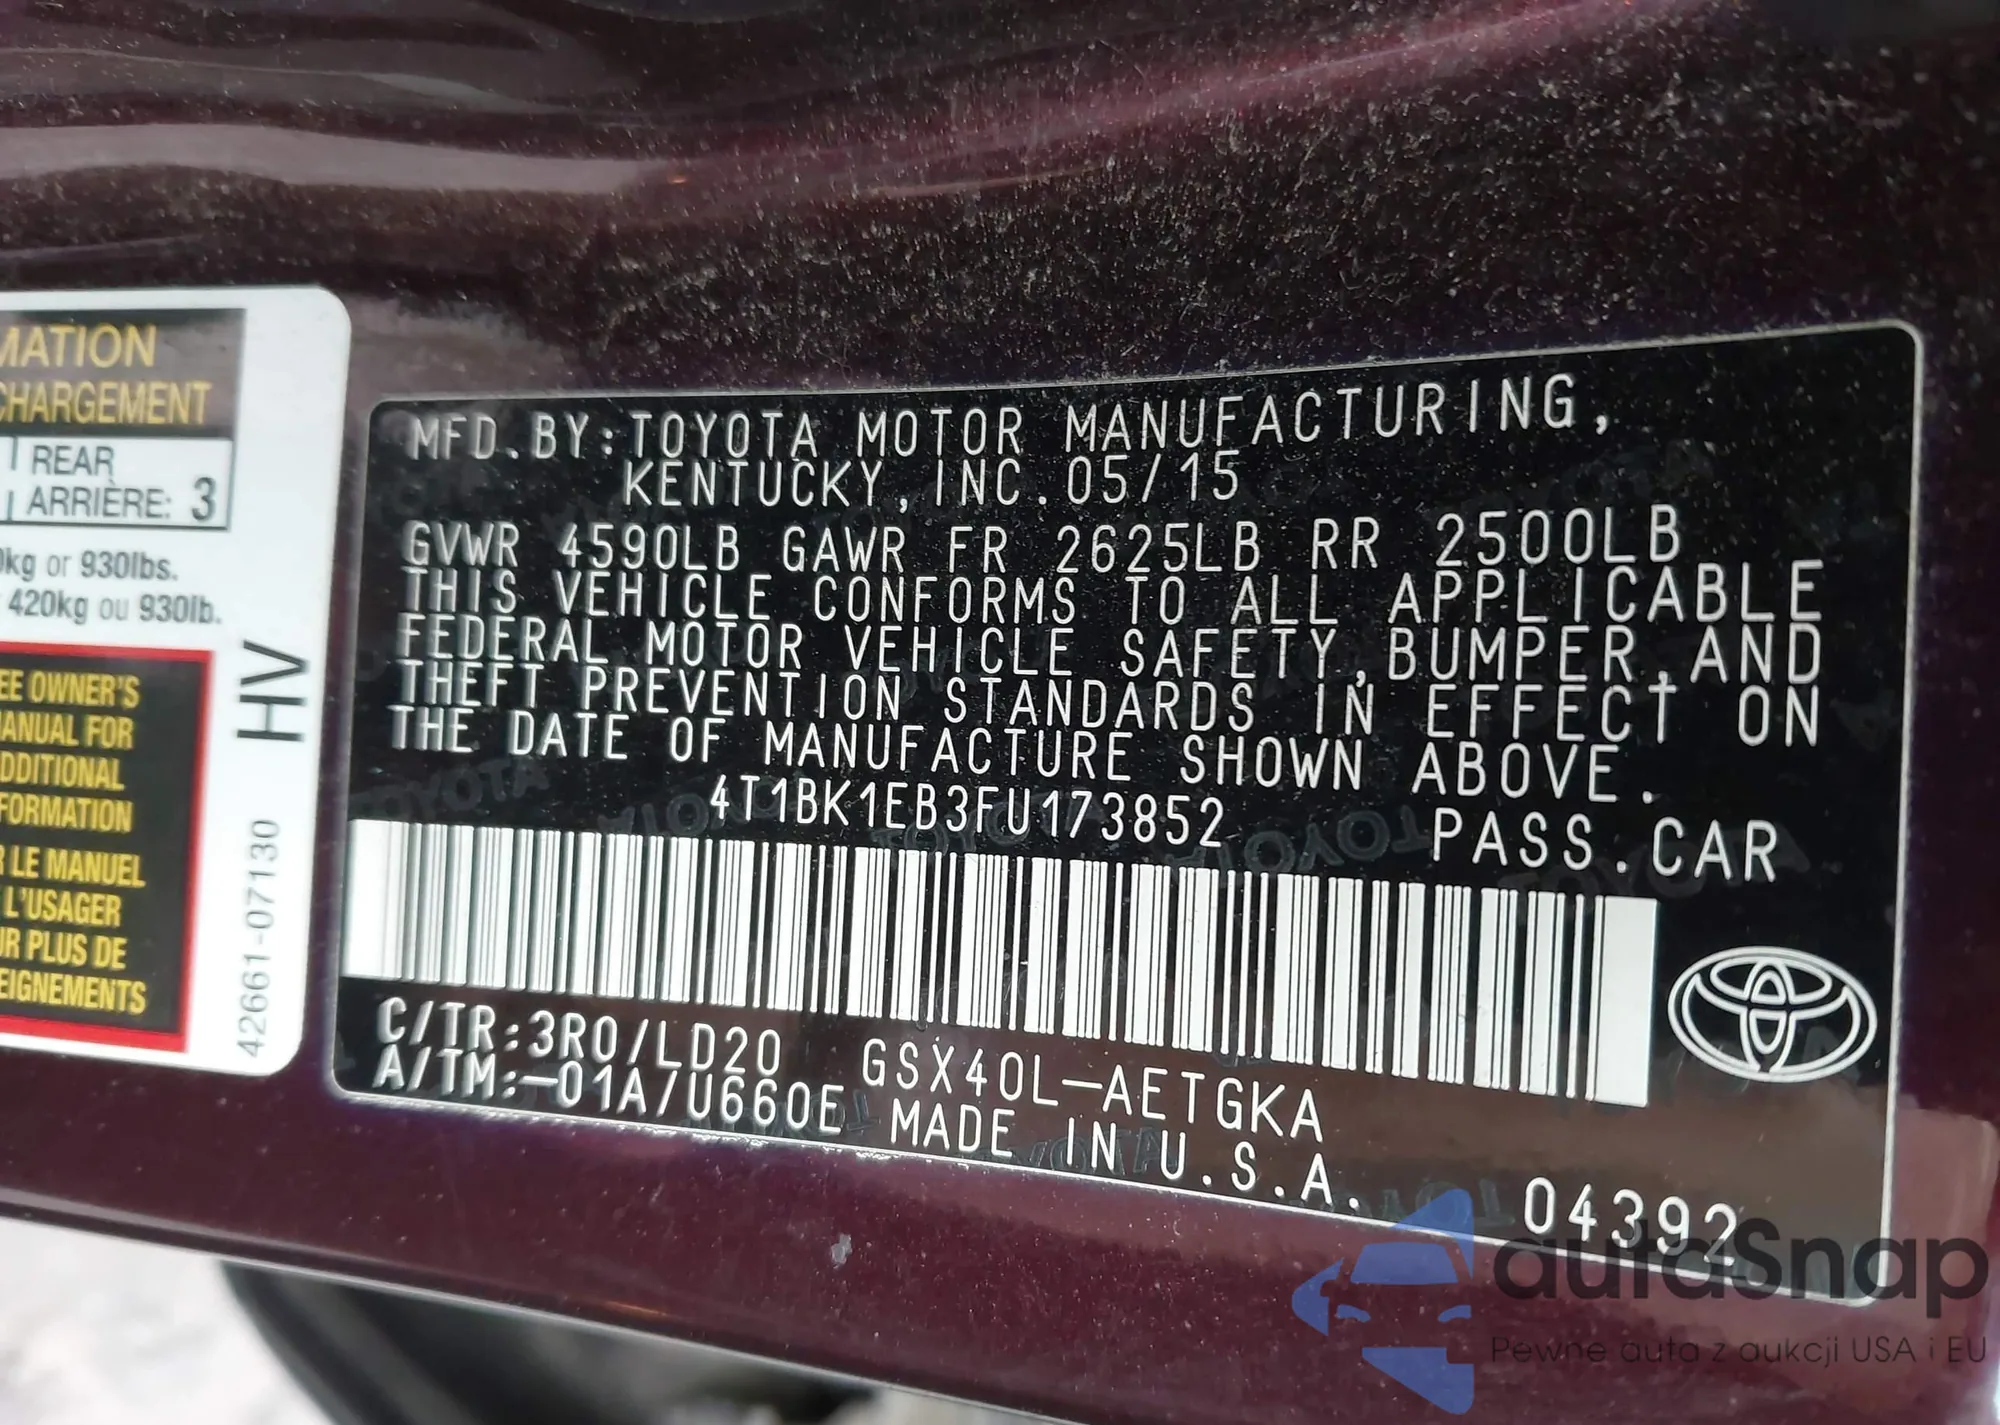 MATION
CHARGEMENT
REAR
ARRIÈRE: 3
0kg or 930lbs.
420kg ou 930lb.
EE OWNER'S
MANUAL FOR
DDITIONAL
FORMATION
R LE MANUEL
L'USAGER
UR PLUS DE
EIGNEMENTS
HV
42661-07130
MFD.BY:TOYOTA MOTOR MANUFACTURING,
KENTUCKY,INC.05/15
GVWR 4590LB GAWR FR 2625LB RR 2500LB
THIS VEHICLE CONFORMS TO ALL APPLICABLE
FEDERAL MOTOR VEHICLE SAFETY,BUMPER,AND
THEFT PREVENTION STANDARDS IN EFFECT ON
THE DATE OF MANUFACTURE SHOWN ABOVE.
4T1BK1EB3FU173852 PASS.CAR
C/TR:3R0/LD20 GSX40L-AETGKA
A/TM:-01A/U660E MADE IN U.S.A.
04392
autoSnap
Pewne auta z aukcji USA i EU